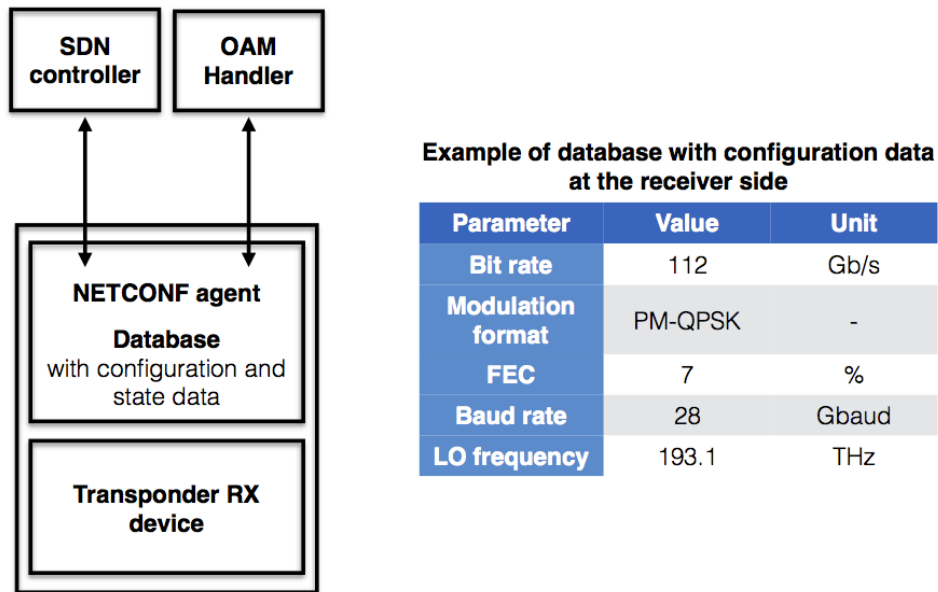 SDN
controller
OAM
Handler
NETCONF agent
Database
with configuration and
state data
Transponder RX
device
Example of database with configuration data
at the receiver side
Parameter Value Unit
Bit rate 112 Gb/s
Modulation
format PM-QPSK -
FEC 7 %
Baud rate 28 Gbaud
LO frequency 193.1 THz